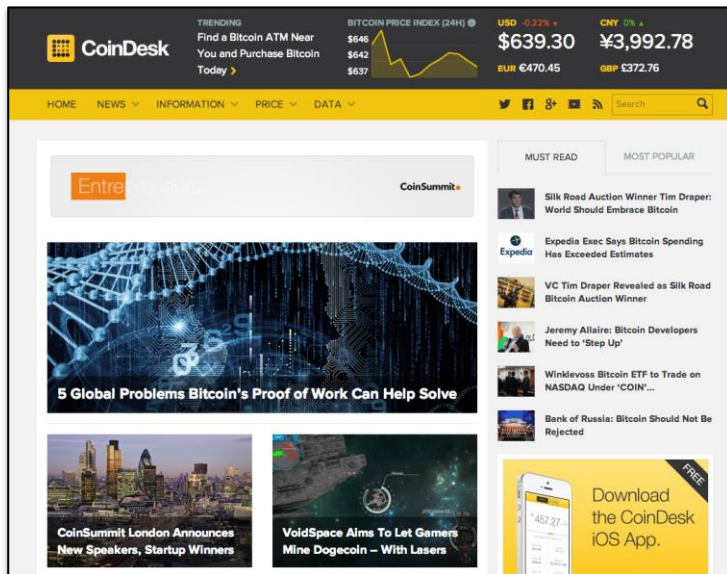 CoinDesk
TRENDING
Find a Bitcoin ATM Near
You and Purchase Bitcoin
Today >
BITCOIN PRICE INDEX (24H)
$646
$642
$637
USD -0.22%
CNY 0%
$639.30
¥3,992.78
EUR €470.45
GBP £372.76
HOME NEWS INFORMATION PRICE DATA
Search
Entrepreneurs
CoinSummit
5 Global Problems Bitcoin's Proof of Work Can Help Solve
CoinSummit London Announces
New Speakers, Startup Winners
VoidSpace Aims To Let Gamers
Mine Dogecoin – With Lasers
MUST READ
MOST POPULAR
Silk Road Auction Winner Tim Draper:
World Should Embrace Bitcoin
Expedia
Expedia Exec Says Bitcoin Spending
Has Exceeded Estimates
VC Tim Draper Revealed as Silk Road
Bitcoin Auction Winner
Jeremy Allaire: Bitcoin Developers
Need to 'Step Up'
Winklevoss Bitcoin ETF to Trade on
NASDAQ Under 'COIN'...
Bank of Russia: Bitcoin Should Not Be
Rejected
FREE
457.27
Download
the CoinDesk
iOS App.